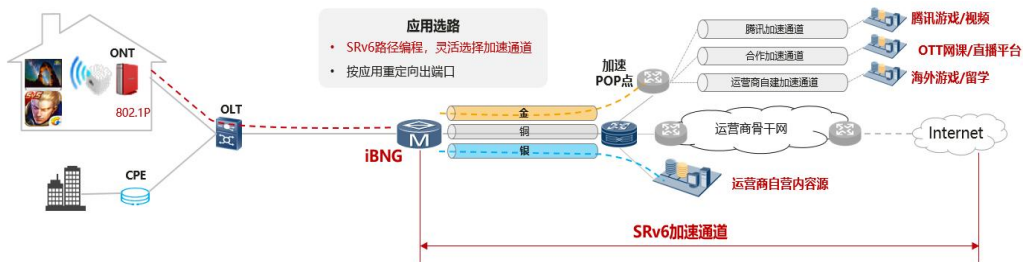 应用选路
• SRv6路径编程，灵活选择加速通道
• 按应用重定向出端口
ONT
802.1P
OLT
CPE
iBNG
M
金
铜
银
加速
POP点
腾讯加速通道
合作加速通道
运营商自建加速通道
腾讯游戏/视频
OTT网课/直播平台
海外游戏/留学
运营商骨干网
Internet
运营商自营内容源
SRv6加速通道